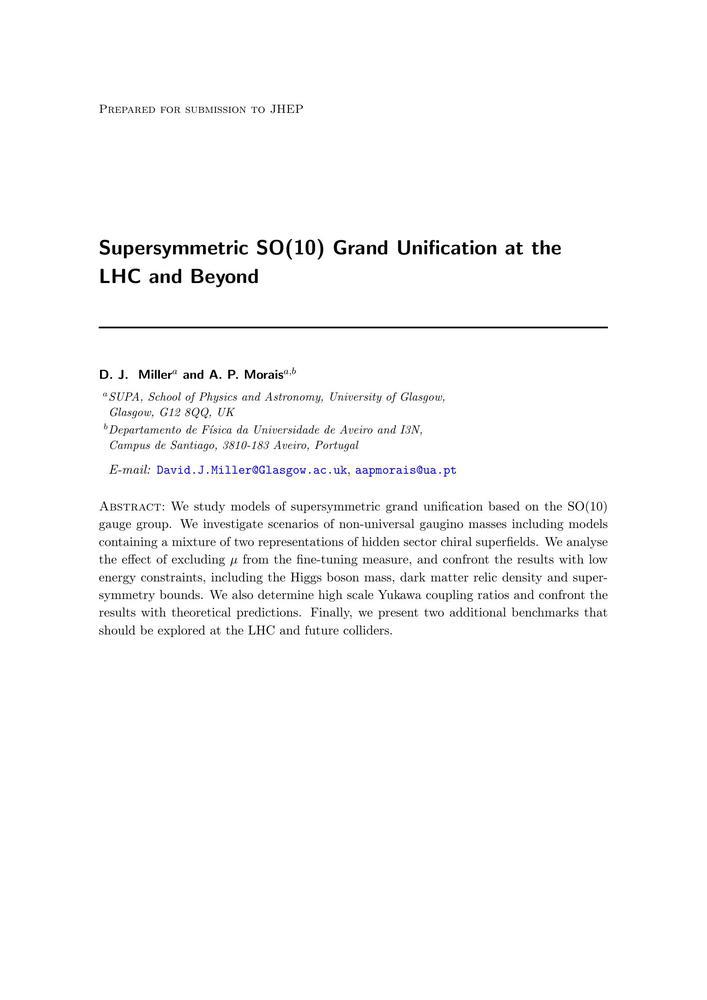 PREPARED FOR SUBMISSION TO JHEP
Supersymmetric SO(10) Grand Unification at the
LHC and Beyond
D. J. Miller^a and A. P. Morais^{a,b}
^a SUPA, School of Physics and Astronomy, University of Glasgow,
Glasgow, G12 8QQ, UK
^b Departamento de Física da Universidade de Aveiro and I3N,
Campus de Santiago, 3810-183 Aveiro, Portugal
E-mail: David.J.Miller@Glasgow.ac.uk, aapmorais@ua.pt
ABSTRACT: We study models of supersymmetric grand unification based on the SO(10)
gauge group. We investigate scenarios of non-universal gaugino masses including models
containing a mixture of two representations of hidden sector chiral superfields. We analyse
the effect of excluding μ from the fine-tuning measure, and confront the results with low
energy constraints, including the Higgs boson mass, dark matter relic density and super-
symmetry bounds. We also determine high scale Yukawa coupling ratios and confront the
results with theoretical predictions. Finally, we present two additional benchmarks that
should be explored at the LHC and future colliders.